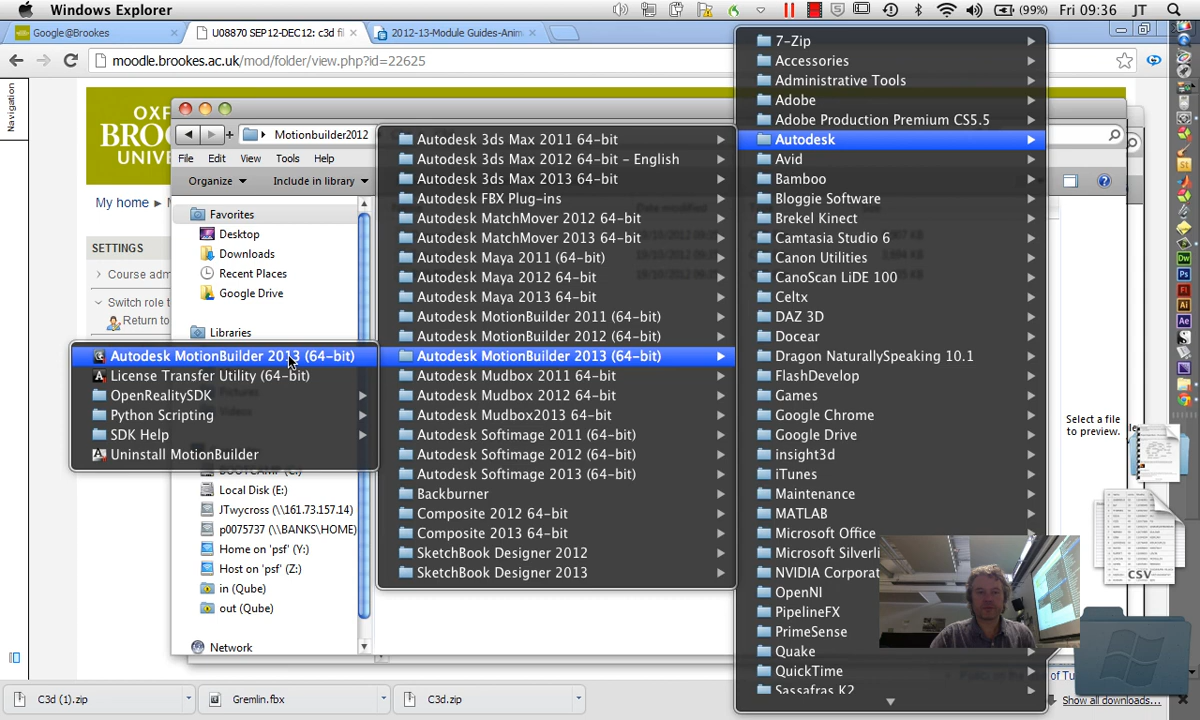 Windows Explorer
(99%)
Fri 09:36
JT
Google@Brookes
U08870 SEP12-DEC12: c3d fil
2012-13-Module Guides-Anim
moodle.brookes.ac.uk/mod/folder/view.php?id=22625
Navigation
OXF
BROO
UNIV
My home
SETTINGS
Course adm
Switch role t
Return to
Motionbuilder2012
File
Edit
View
Tools
Help
Organize
Include in library
Favorites
Desktop
Downloads
Recent Places
Google Drive
Libraries
BOOTCAMP (C:)
Local Disk (E:)
JTwycross (\\161.73.157.14)
p0075737 (\\BANKS\HOME)
Home on 'psf' (Y:)
Host on 'psf' (Z:)
in (Qube)
out (Qube)
Network
Autodesk MotionBuilder 2013 (64-bit)
License Transfer Utility (64-bit)
OpenRealitySDK
Python Scripting
SDK Help
Uninstall MotionBuilder
Autodesk 3ds Max 2011 64-bit
Autodesk 3ds Max 2012 64-bit - English
Autodesk 3ds Max 2013 64-bit
Autodesk FBX Plug-ins
Autodesk MatchMover 2012 64-bit
Autodesk MatchMover 2013 64-bit
Autodesk Maya 2011 (64-bit)
Autodesk Maya 2012 64-bit
Autodesk Maya 2013 64-bit
Autodesk MotionBuilder 2011 (64-bit)
Autodesk MotionBuilder 2012 (64-bit)
Autodesk MotionBuilder 2013 (64-bit)
Autodesk Mudbox 2011 64-bit
Autodesk Mudbox 2012 64-bit
Autodesk Mudbox2013 64-bit
Autodesk Softimage 2011 (64-bit)
Autodesk Softimage 2012 (64-bit)
Autodesk Softimage 2013 (64-bit)
Backburner
Composite 2012 64-bit
Composite 2013 64-bit
SketchBook Designer 2012
SketchBook Designer 2013
7-Zip
Accessories
Administrative Tools
Adobe
Adobe Production Premium CS5.5
Autodesk
Avid
Bamboo
Bloggie Software
Brekel Kinect
Camtasia Studio 6
Canon Utilities
CanoScan LiDE 100
Celtx
DAZ 3D
Docear
Dragon NaturallySpeaking 10.1
FlashDevelop
Games
Google Chrome
Google Drive
insight3d
iTunes
Maintenance
MATLAB
Microsoft Office
Microsoft Silverli
NVIDIA Corporat
OpenNI
PipelineFX
PrimeSense
Quake
QuickTime
Sassafras K2
Select a file
to preview.
CSV
C3d (1).zip
Gremlin.fbx
C3d.zip
Show all downloads...